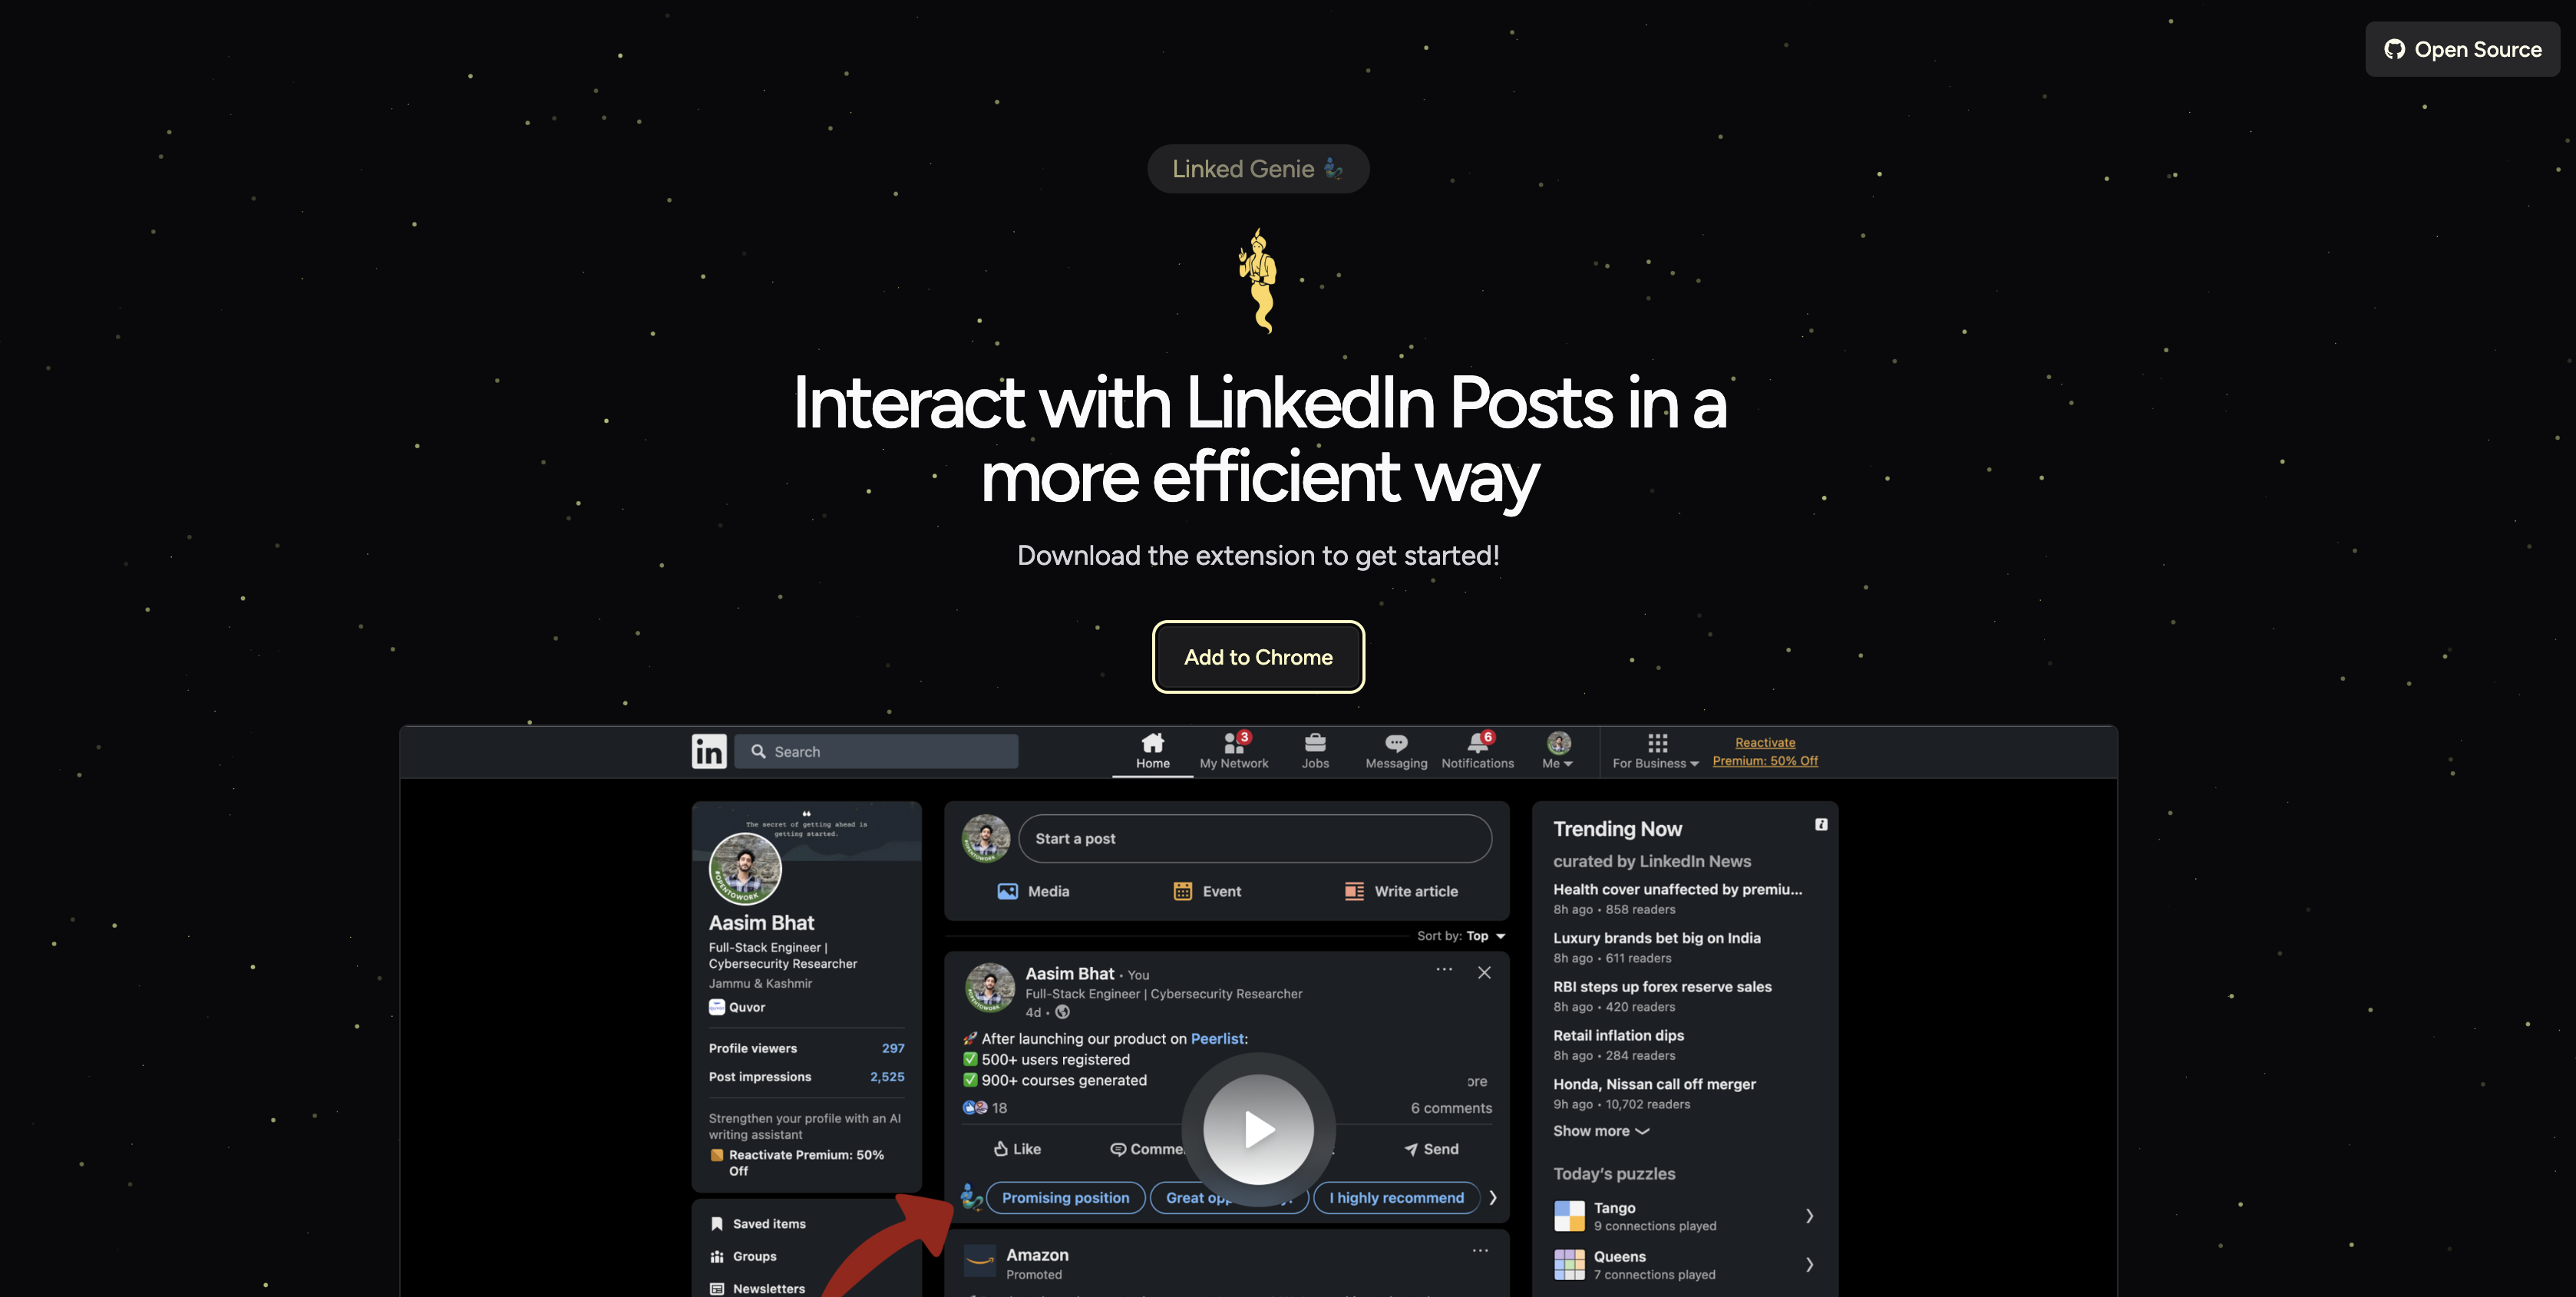 Open Source
Linked Genie
Interact with LinkedIn Posts in a
more efficient way
Download the extension to get started!
Add to Chrome
in
Search
Home
3
My Network
Jobs
Messaging
6
Notifications
Me
For Business
Reactivate
Premium: 50% Off
The secret of getting ahead is
getting started.
#OPENTOWORK
Aasim Bhat
Full-Stack Engineer |
Cybersecurity Researcher
Jammu & Kashmir
Quvor
Profile viewers 297
Post impressions 2,525
Strengthen your profile with an AI
writing assistant
Reactivate Premium: 50%
Off
Saved items
Groups
Newsletters
Start a post
Media
Event
Write article
Sort by: Top
Aasim Bhat • You
Full-Stack Engineer | Cybersecurity Researcher
4d •
🚀 After launching our product on Peerlist:
✅ 500+ users registered
✅ 900+ courses generated
18
6 comments
Like
Send
Promising position
Great
I highly recommend
Amazon
Promoted
Trending Now
curated by LinkedIn News
Health cover unaffected by premiu...
8h ago • 858 readers
Luxury brands bet big on India
8h ago • 611 readers
RBI steps up forex reserve sales
8h ago • 420 readers
Retail inflation dips
8h ago • 284 readers
Honda, Nissan call off merger
9h ago • 10,702 readers
Show more
Today's puzzles
Tango
9 connections played
Queens
7 connections played